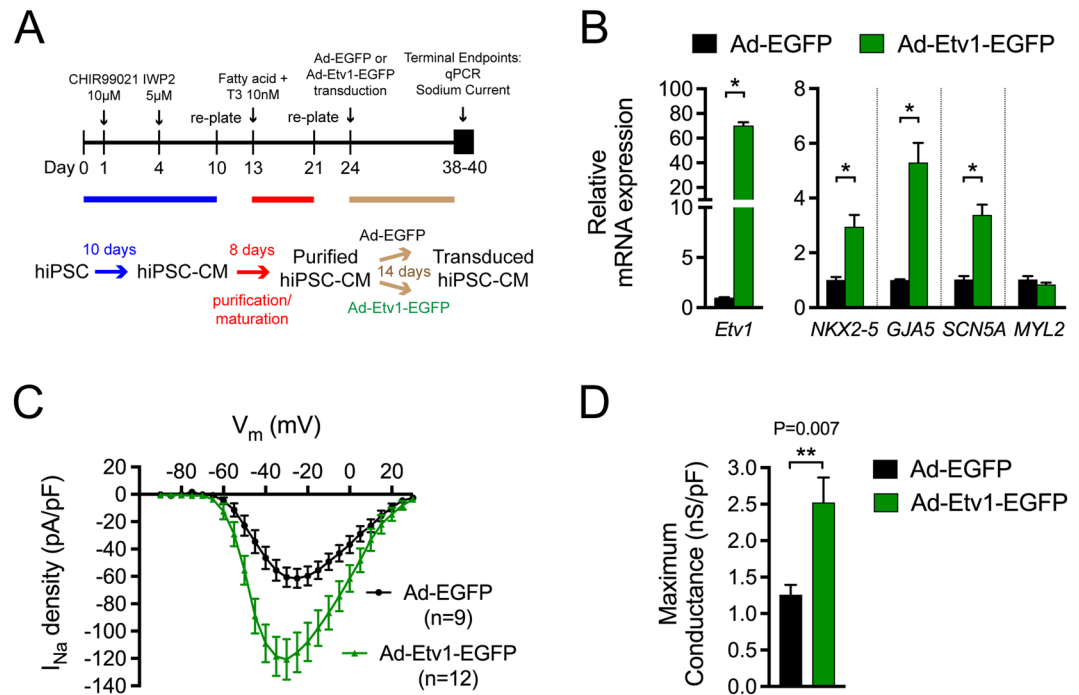 A
CHIR99021 IWP2
10µM 5µM
re-plate
Fatty acid +
T3 10nM
re-plate
Ad-EGFP or
Ad-Etv1-EGFP
transduction
Terminal Endpoints:
qPCR
Sodium Current
Day 0 1 4 10 13 21 24 38-40
10 days
hiPSC
hiPSC-CM
8 days
purification/
maturation
Purified
hiPSC-CM
Ad-EGFP
14 days
Ad-Etv1-EGFP
Transduced
hiPSC-CM
B
Ad-EGFP Ad-Etv1-EGFP
Relative
mRNA expression
100
80
60
40
20
10
5
0
*
Etv1
8
6
4
2
0
* * *
NKX2-5 GJA5 SCN5A MYL2
C
Vm (mV)
-80 -60 -40 -20 0 20
INa density (pA/pF)
20
0
-20
-40
-60
-80
-100
-120
-140
Ad-EGFP
(n=9)
Ad-Etv1-EGFP
(n=12)
D
P=0.007
**
Maximum
Conductance (nS/pF)
3.0
2.5
2.0
1.5
1.0
0.5
0.0
Ad-EGFP
Ad-Etv1-EGFP